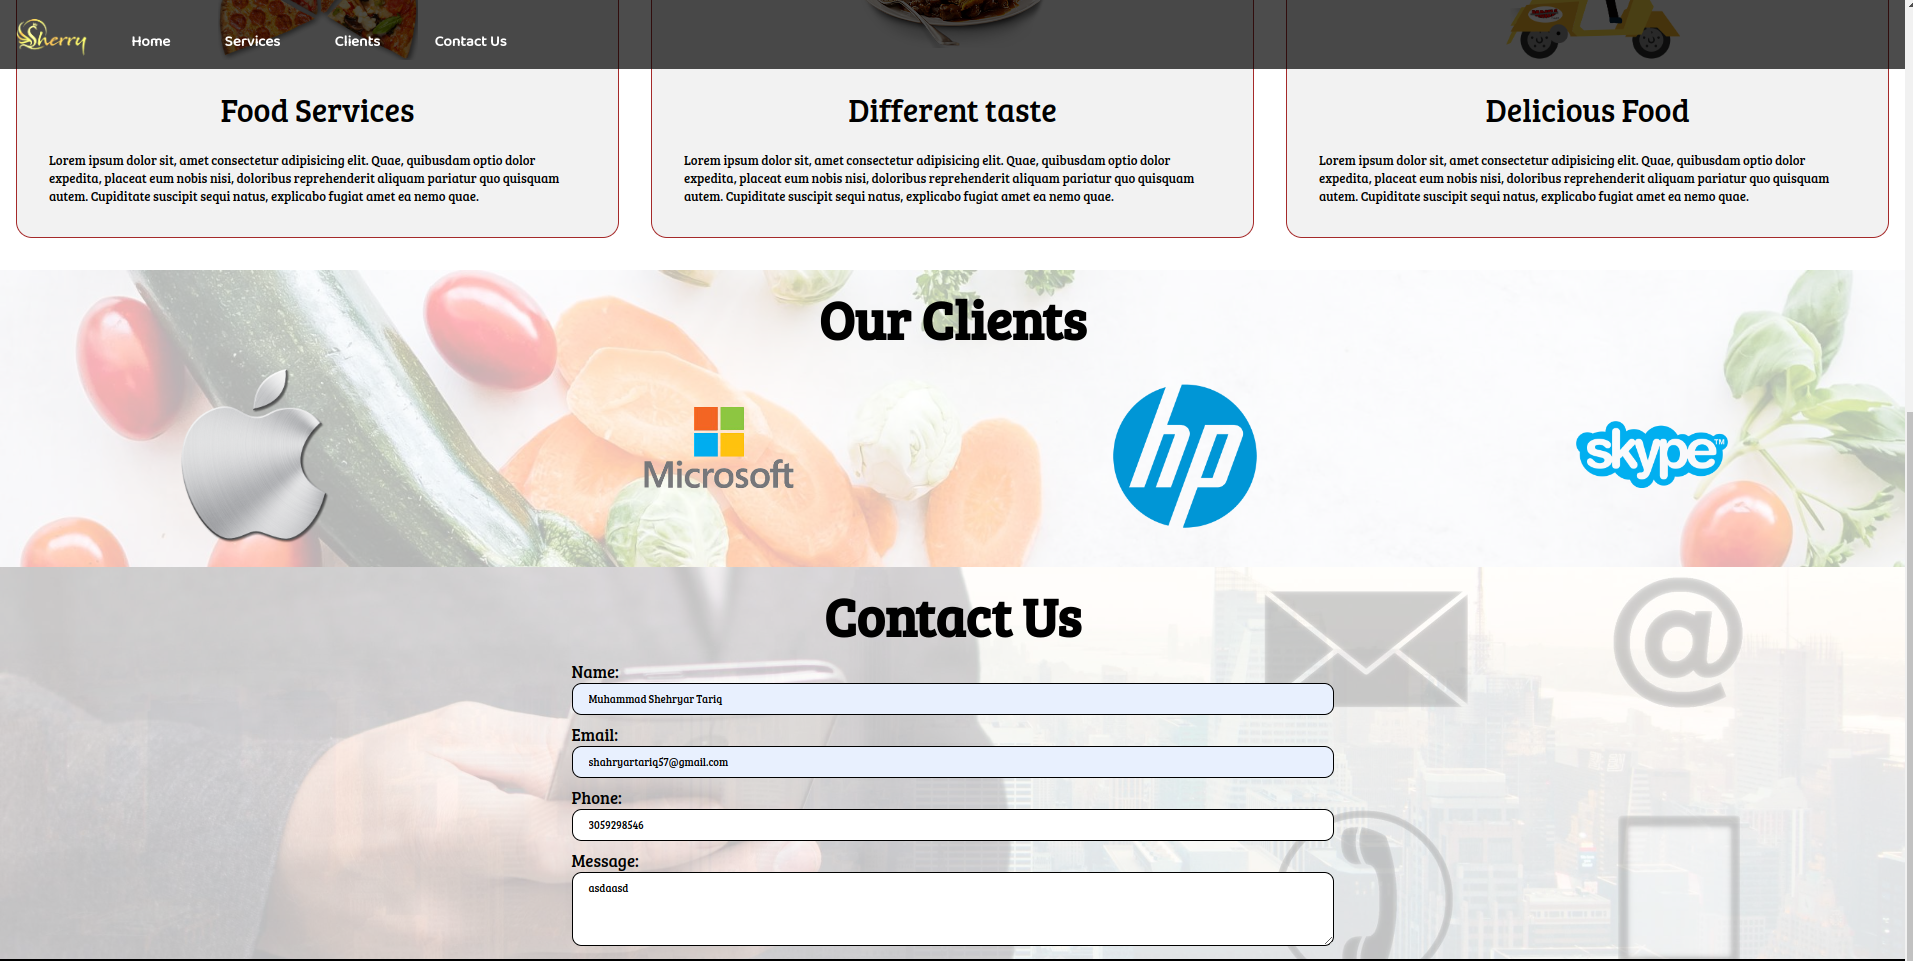 Sherry
Home Services Clients Contact Us
Food Services
Lorem ipsum dolor sit, amet consectetur adipisicing elit. Quae, quibusdam optio dolor
expedita, placeat eum nobis nisi, doloribus reprehenderit aliquam pariatur quo quisquam
autem. Cupiditate suscipit sequi natus, explicabo fugiat amet ea nemo quae.
Different taste
Lorem ipsum dolor sit, amet consectetur adipisicing elit. Quae, quibusdam optio dolor
expedita, placeat eum nobis nisi, doloribus reprehenderit aliquam pariatur quo quisquam
autem. Cupiditate suscipit sequi natus, explicabo fugiat amet ea nemo quae.
Delicious Food
Lorem ipsum dolor sit, amet consectetur adipisicing elit. Quae, quibusdam optio dolor
expedita, placeat eum nobis nisi, doloribus reprehenderit aliquam pariatur quo quisquam
autem. Cupiditate suscipit sequi natus, explicabo fugiat amet ea nemo quae.
Our Clients
Microsoft
hp
skype™
Contact Us
@
Name:
Muhammad Shehryar Tariq
Email:
shahryartariq57@gmail.com
Phone:
3059298546
Message:
asdaasd